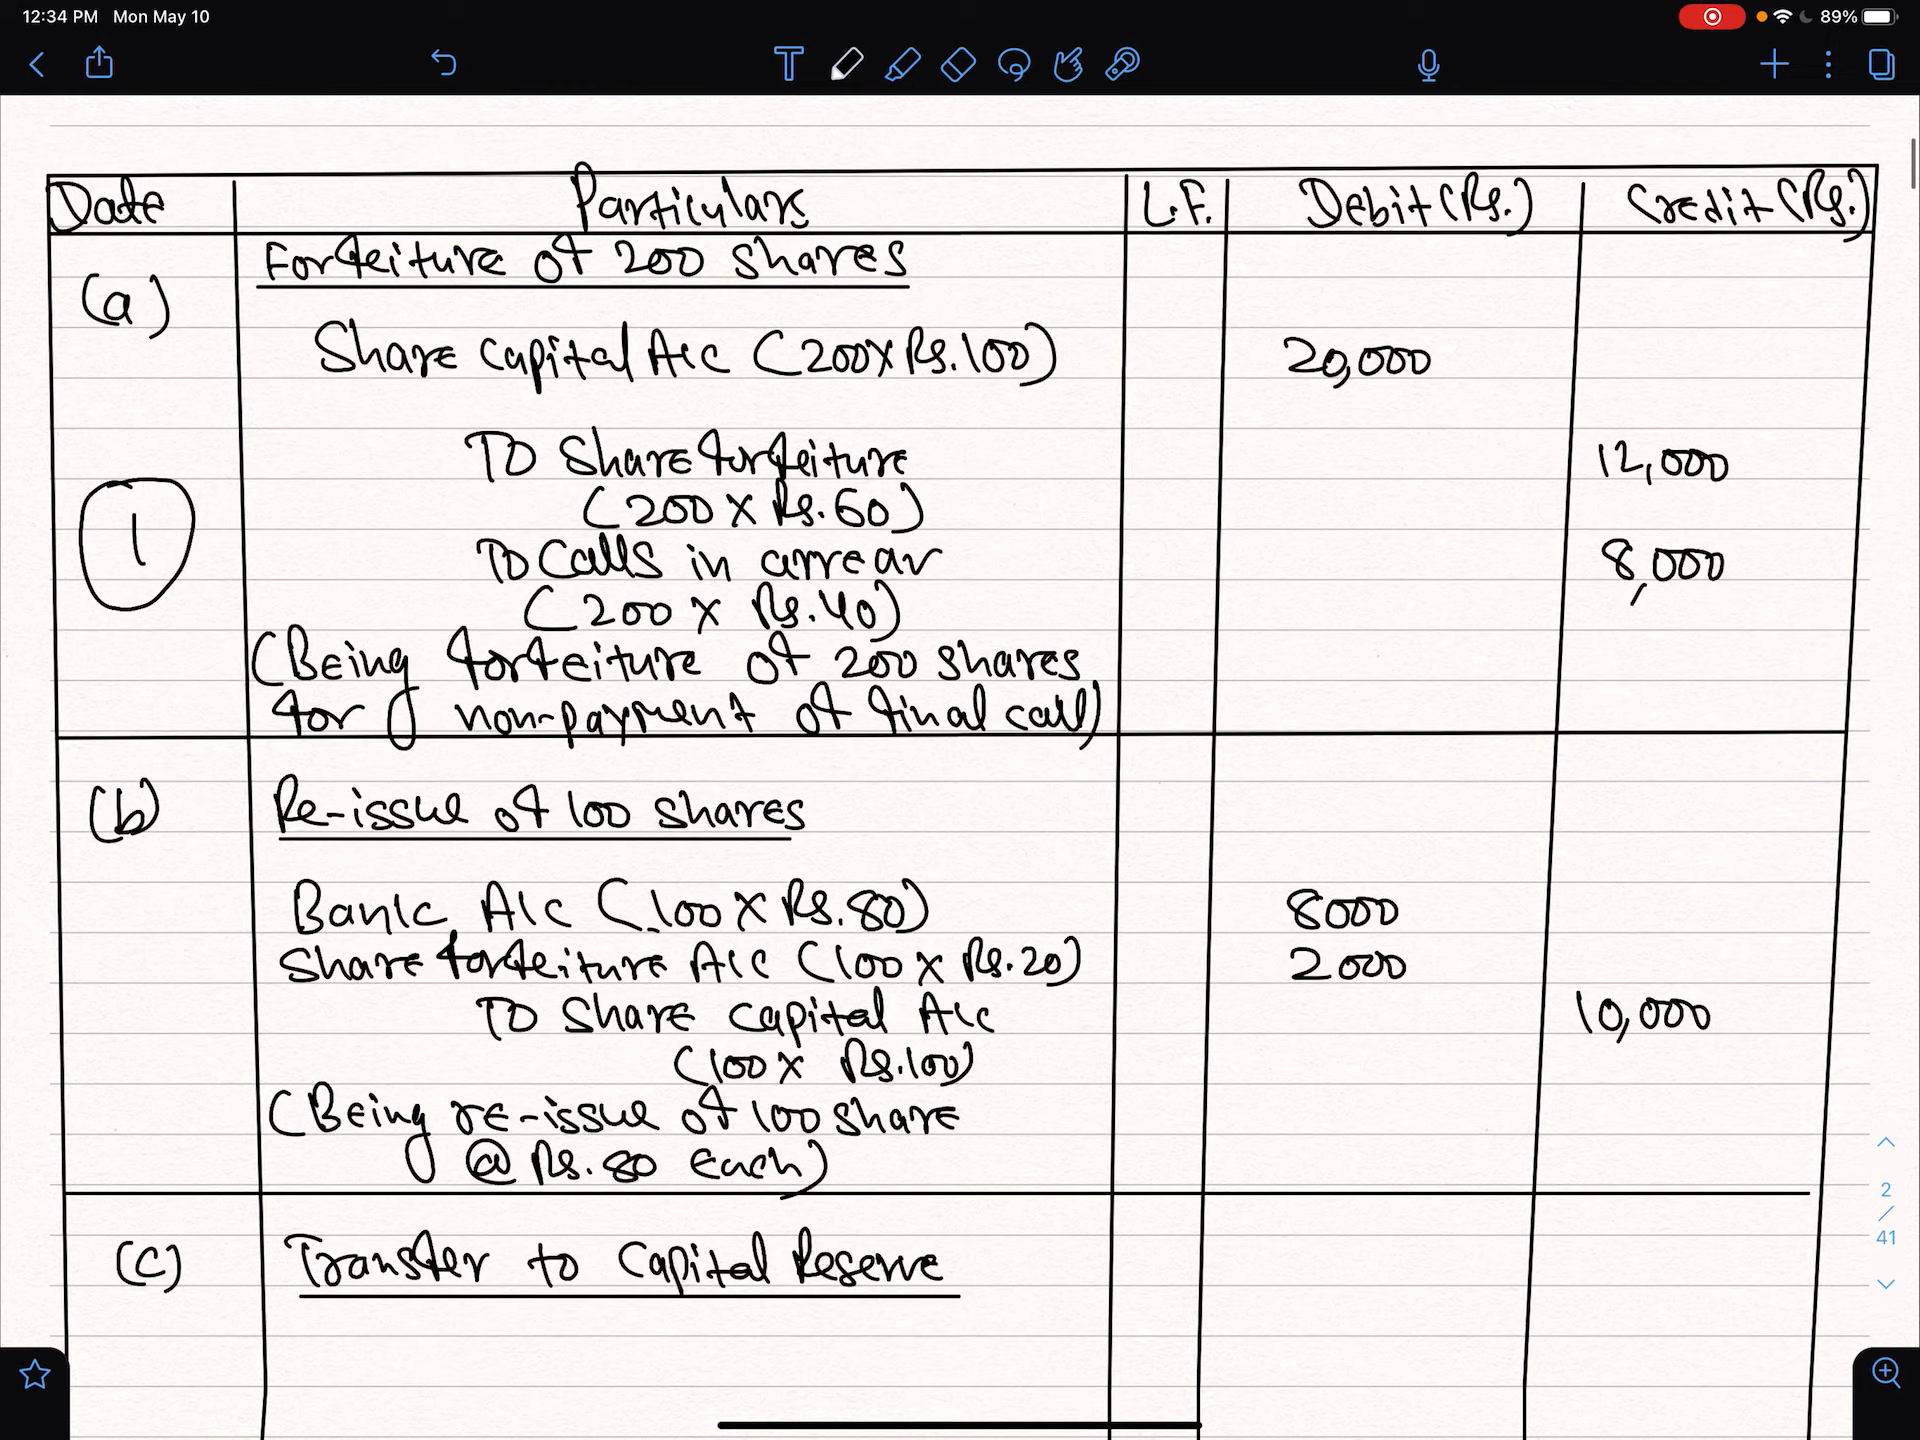 12:34 PM Mon May 10
89%
Date Particulars L.F. Debit (Rs.) Credit (Rs.)
(a) Forfeiture of 200 shares
Share capital A/c (200 x Rs.100) 20,000
To Share forfeiture 12,000
(200 x Rs.60)
1
To Calls in arrear 8,000
(200 x Rs.40)
(Being forfeiture of 200 shares
for non-payment of final call)
(b) Re-issue of 100 shares
Bank A/c (100 x Rs.80) 8000
Share forfeiture A/c (100 x Rs.20) 2000
To Share capital A/c 10,000
(100 x Rs.100)
(Being re-issue of 100 share
@ Rs.80 each)
2
/
41
(c) Transfer to Capital Reserve